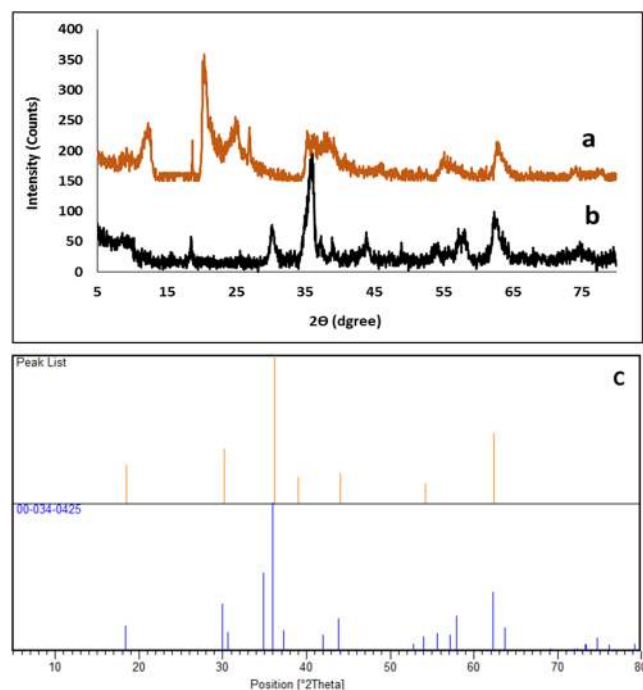 400
350
300
250
200
150
100
50
0
Intensity (Counts)
a
b
5 15 25 35 45 55 65 75
2Θ (dgree)
Peak List
c
00-034-0425
10 20 30 40 50 60 70 80
Position [°2Theta]